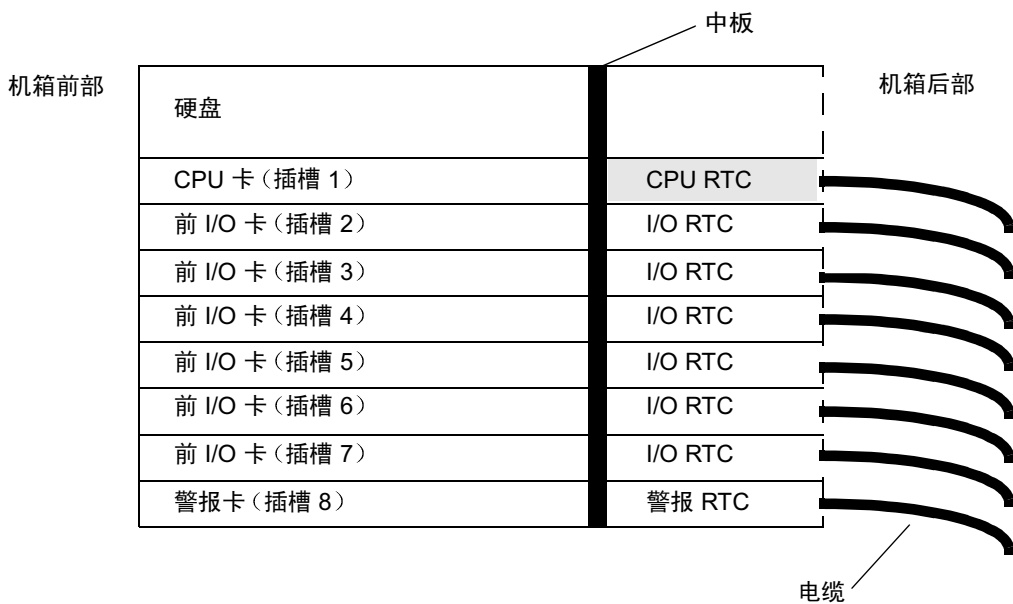 中板
机箱前部
机箱后部
硬盘
CPU 卡（插槽 1） CPU RTC
前 I/O 卡（插槽 2） I/O RTC
前 I/O 卡（插槽 3） I/O RTC
前 I/O 卡（插槽 4） I/O RTC
前 I/O 卡（插槽 5） I/O RTC
前 I/O 卡（插槽 6） I/O RTC
前 I/O 卡（插槽 7） I/O RTC
警报卡（插槽 8） 警报 RTC
电缆